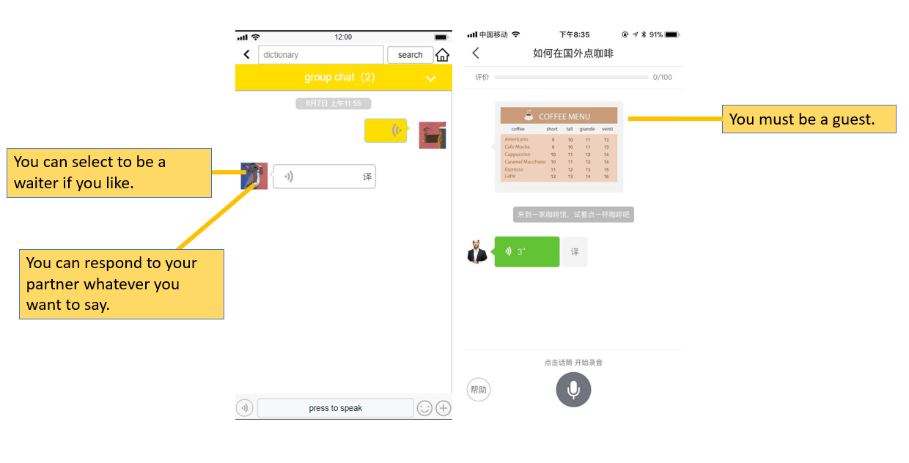 12:00
dictionary
search
group chat (2)
6月7日 上午11:55
译
press to speak
You can select to be a
waiter if you like.
You can respond to your
partner whatever you
want to say.
中国移动
下午8:35
91%
如何在国外点咖啡
评价
0/100
COFFEE MENU
coffee short tall grande venti
Americano 9 10 11 13
Cafe Mocha 9 10 11 13
Cappuccino 10 11 12 14
Caramel Macchiato 10 11 12 14
Espresso 11 12 13 15
Latte 12 13 14 16
来到一家咖啡馆，试着点一杯咖啡吧
3"
译
点击话筒 开始录音
帮助
You must be a guest.